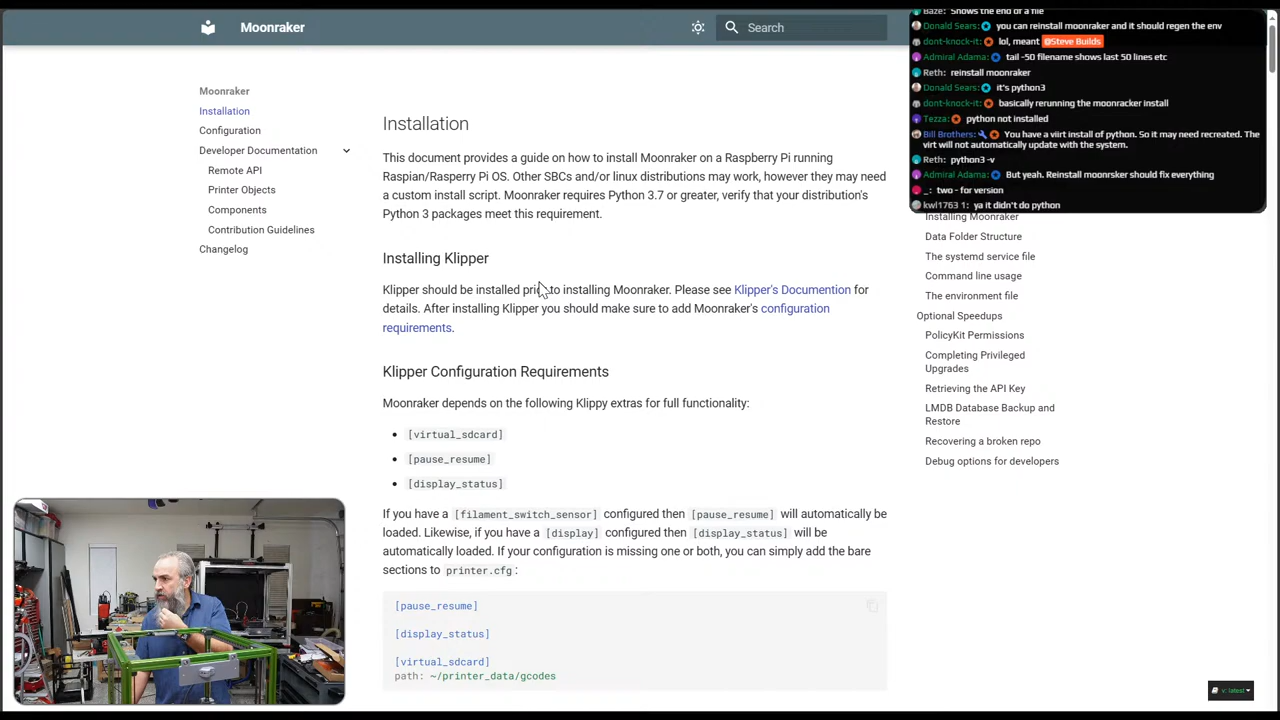 Moonraker
Search
Moonraker
Installation
Configuration
Developer Documentation
Remote API
Printer Objects
Components
Contribution Guidelines
Changelog
Installation
This document provides a guide on how to install Moonraker on a Raspberry Pi running
Raspian/Rasperry Pi OS. Other SBCs and/or linux distributions may work, however they may need
a custom install script. Moonraker requires Python 3.7 or greater, verify that your distribution's
Python 3 packages meet this requirement.
Installing Klipper
Klipper should be installed prior to installing Moonraker. Please see Klipper's Documention for
details. After installing Klipper you should make sure to add Moonraker's configuration
requirements.
Klipper Configuration Requirements
Moonraker depends on the following Klippy extras for full functionality:
[virtual_sdcard]
[pause_resume]
[display_status]
If you have a [filament_switch_sensor] configured then [pause_resume] will automatically be
loaded. Likewise, if you have a [display] configured then [display_status] will be
automatically loaded. If your configuration is missing one or both, you can simply add the bare
sections to printer.cfg:
[pause_resume]
[display_status]
[virtual_sdcard]
path: ~/printer_data/gcodes
Baze: Shows the end of a file
Donald Sears: you can reinstall moonraker and it should regen the env
dont-knock-it: lol, meant @Steve Builds
Admiral Adama: tail -50 filename shows last 50 lines etc
Reth: reinstall moonraker
Donald Sears: it's python3
dont-knock-it: basically rerunning the moonracker install
Tezza: python not installed
Bill Brothers: You have a viirt install of python. So it may need recreated. The
virt will not automatically update with the system.
Reth: python3 -v
Admiral Adama: But yeah. Reinstall moonrsker should fix everything
_: two - for version
kwl1763 1: ya it didn't do python
Installing Moonraker
Data Folder Structure
The systemd service file
Command line usage
The environment file
Optional Speedups
PolicyKit Permissions
Completing Privileged
Upgrades
Retrieving the API Key
LMDB Database Backup and
Restore
Recovering a broken repo
Debug options for developers
v: latest